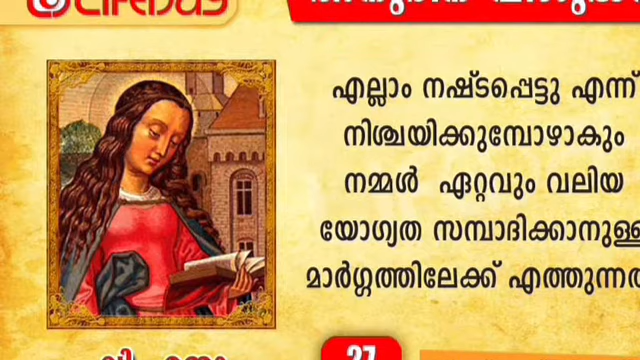 എല്ലാം നഷ്ടപ്പെട്ടു എന്ന്
നിശ്ചയിക്കുമ്പോഴാകും
നമ്മൾ ഏറ്റവും വലിയ
യോഗ്യത സമ്പാദിക്കാനുള്ള
മാർഗ്ഗത്തിലേക്ക് എത്തുന്നത
27